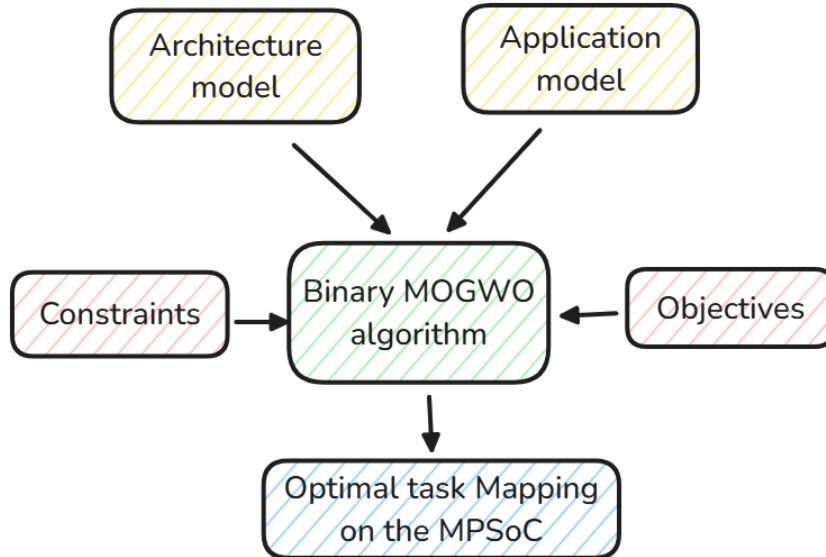 Architecture
model
Application
model
Constraints
Binary MOGWO
algorithm
Objectives
Optimal task Mapping
on the MPSoC